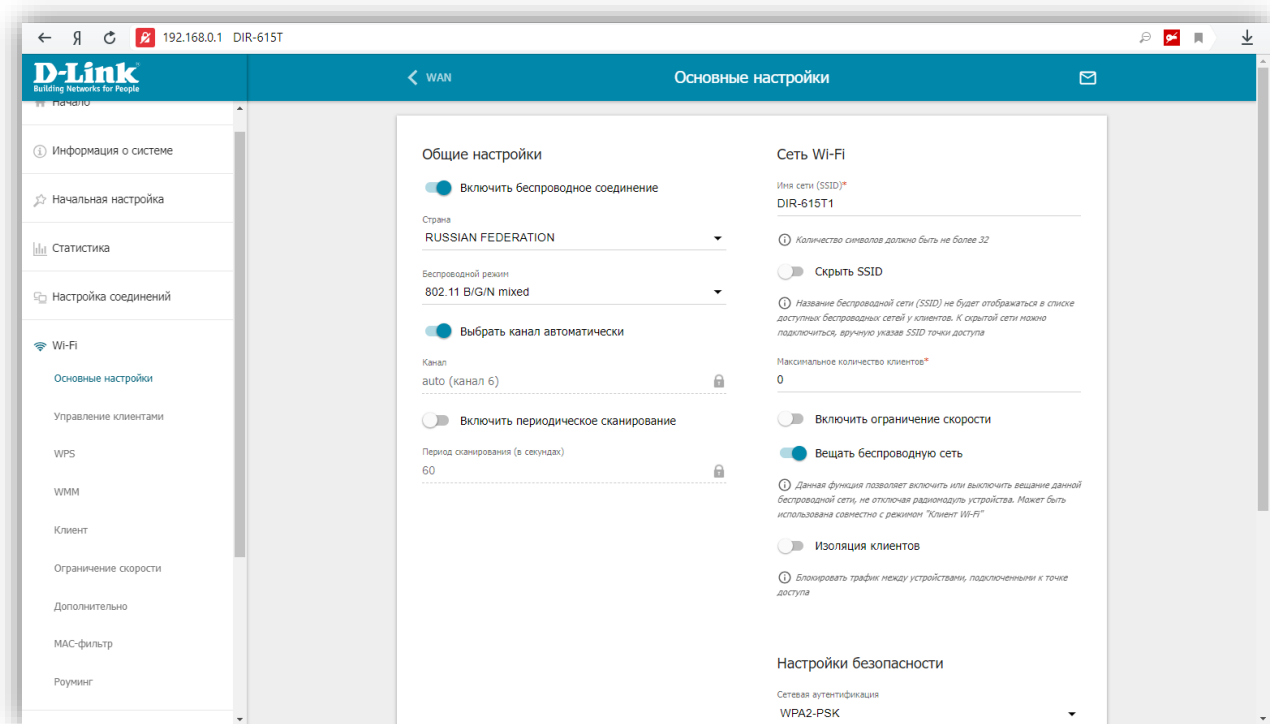 Я
192.168.0.1 DIR-615T
D-Link
Building Networks for People
WAN
Основные настройки
Начало
Информация о системе
Начальная настройка
Статистика
Настройка соединений
Wi-Fi
Основные настройки
Управление клиентами
WPS
WMM
Клиент
Ограничение скорости
Дополнительно
MAC-фильтр
Роуминг
Общие настройки
Включить беспроводное соединение
Страна
RUSSIAN FEDERATION
Беспроводной режим
802.11 B/G/N mixed
Выбрать канал автоматически
Канал
auto (канал 6)
Включить периодическое сканирование
Период сканирования (в секундах)
60
Сеть Wi-Fi
Имя сети (SSID)*
DIR-615T1
Количество символов должно быть не более 32
Скрыть SSID
Название беспроводной сети (SSID) не будет отображаться в списке
доступных беспроводных сетей у клиентов. К скрытой сети можно
подключиться, вручную указав SSID точки доступа
Максимальное количество клиентов*
0
Включить ограничение скорости
Вещать беспроводную сеть
Данная функция позволяет включить или выключить вещание данной
беспроводной сети, не отключая радиомодуль устройства. Может быть
использована совместно с режимом "Клиент Wi-Fi"
Изоляция клиентов
Блокировать трафик между устройствами, подключенными к точке
доступа
Настройки безопасности
Сетевая аутентификация
WPA2-PSK